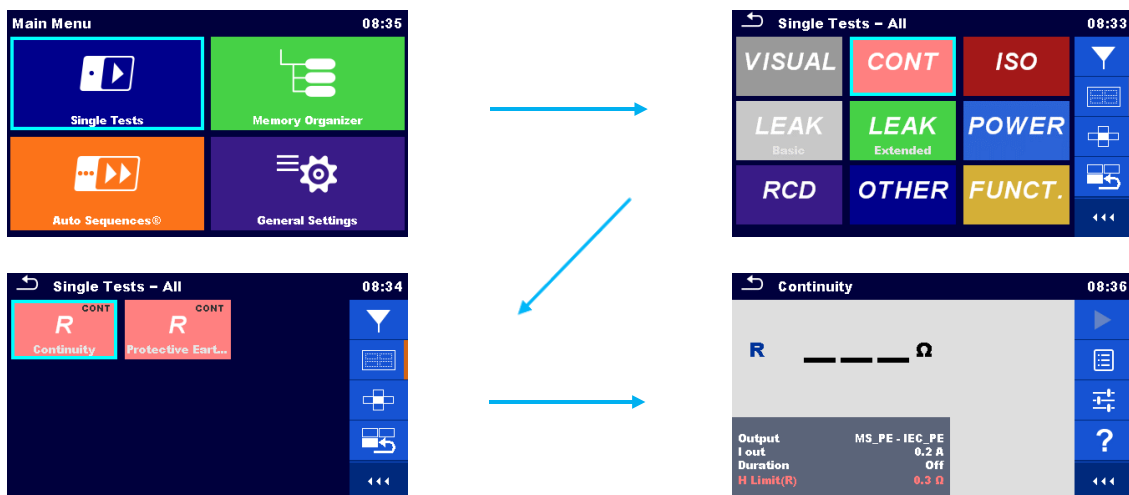 Main Menu 08:35
Single Tests Memory Organizer
Auto Sequences® General Settings
Single Tests – All 08:33
VISUAL CONT ISO
LEAK LEAK POWER
Basic Extended
RCD OTHER FUNCT.
Single Tests – All 08:34
CONT CONT
R R
Continuity Protective Eart...
Continuity 08:36
R _ _ _ Ω
?
Output MS_PE - IEC_PE
I out 0.2 A
Duration Off
H Limit(R) 0.3 Ω